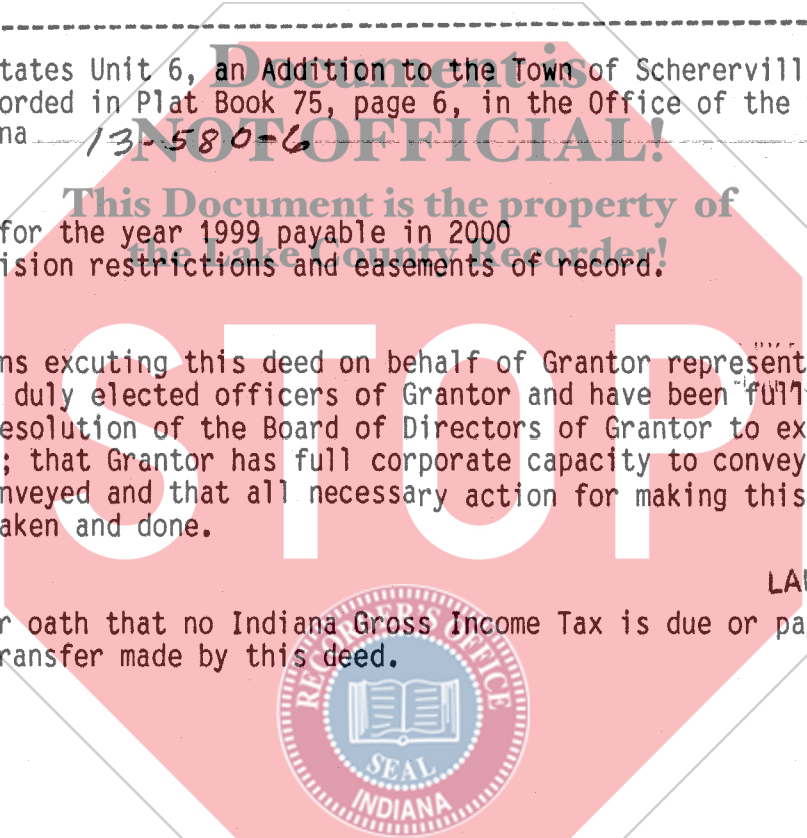 tates Unit 6, an Addition to the Town of Scherervill
orded in Plat Book 75, page 6, in the Office of the
na 13-580-6
Document is
NOT OFFICIAL!
This Document is the property of
the Lake County Recorder!
for the year 1999 payable in 2000
ision restrictions and easements of record.
STOP
ns excuting this deed on behalf of Grantor represent
duly elected officers of Grantor and have been full
esolution of the Board of Directors of Grantor to ex
; that Grantor has full corporate capacity to convey
nveyed and that all necessary action for making this
aken and done.
LA
r oath that no Indiana Gross Income Tax is due or pa
ransfer made by this deed.
RECORDER'S OFFICE
SEAL
INDIANA